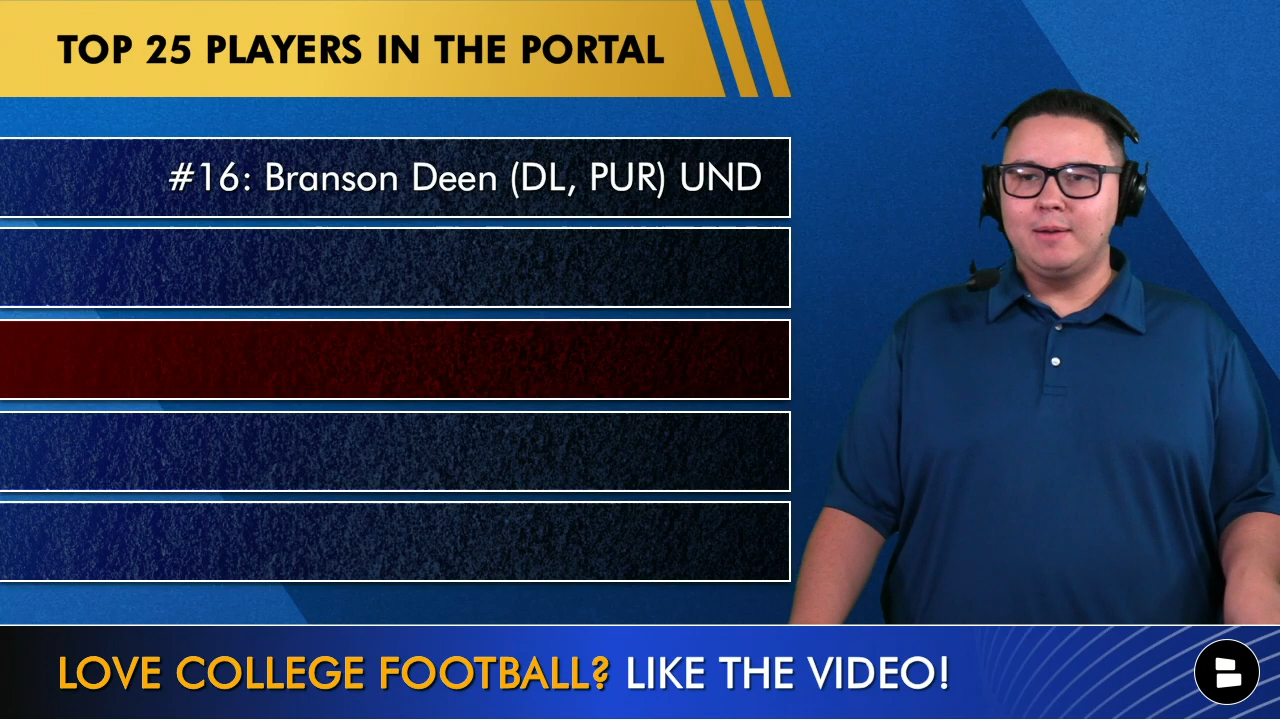 TOP 25 PLAYERS IN THE PORTAL
#16: Branson Deen (DL, PUR) UND
LOVE COLLEGE FOOTBALL? LIKE THE VIDEO!